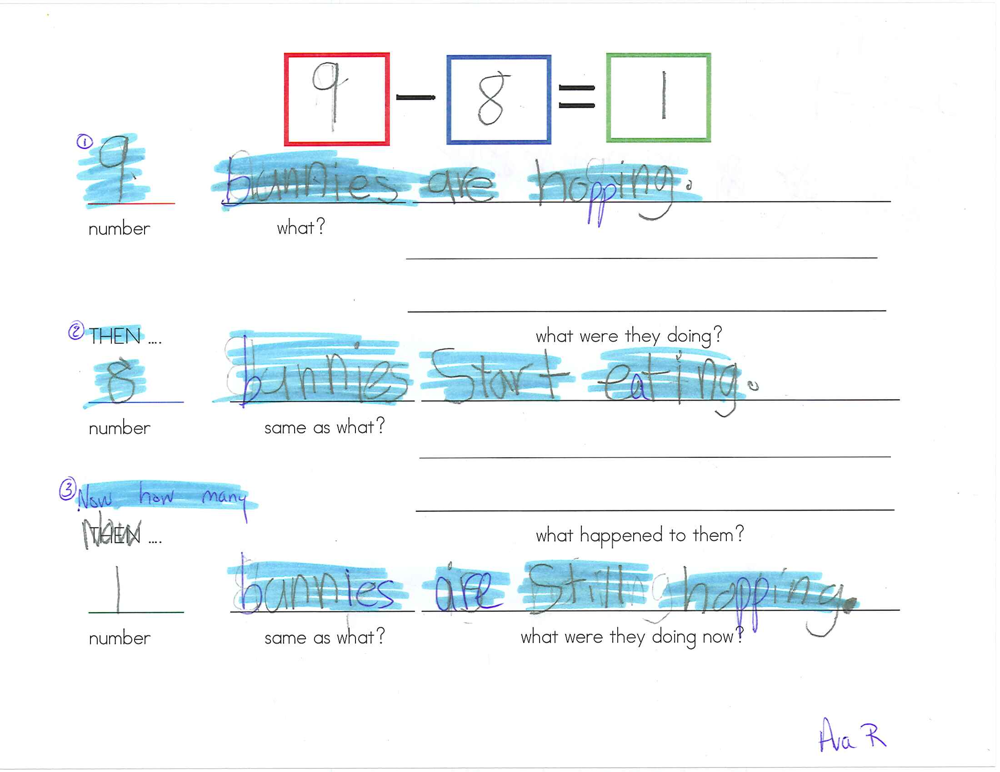 9 - 8 = 1
① 9 bunnies are hopping.
number what?
② THEN .... what were they doing?
8 bunnies Start eating.
number same as what?
③ Now how many
Now
THEN .... what happened to them?
1 bunnies are Still hopping.
number same as what? what were they doing now?
Ava R